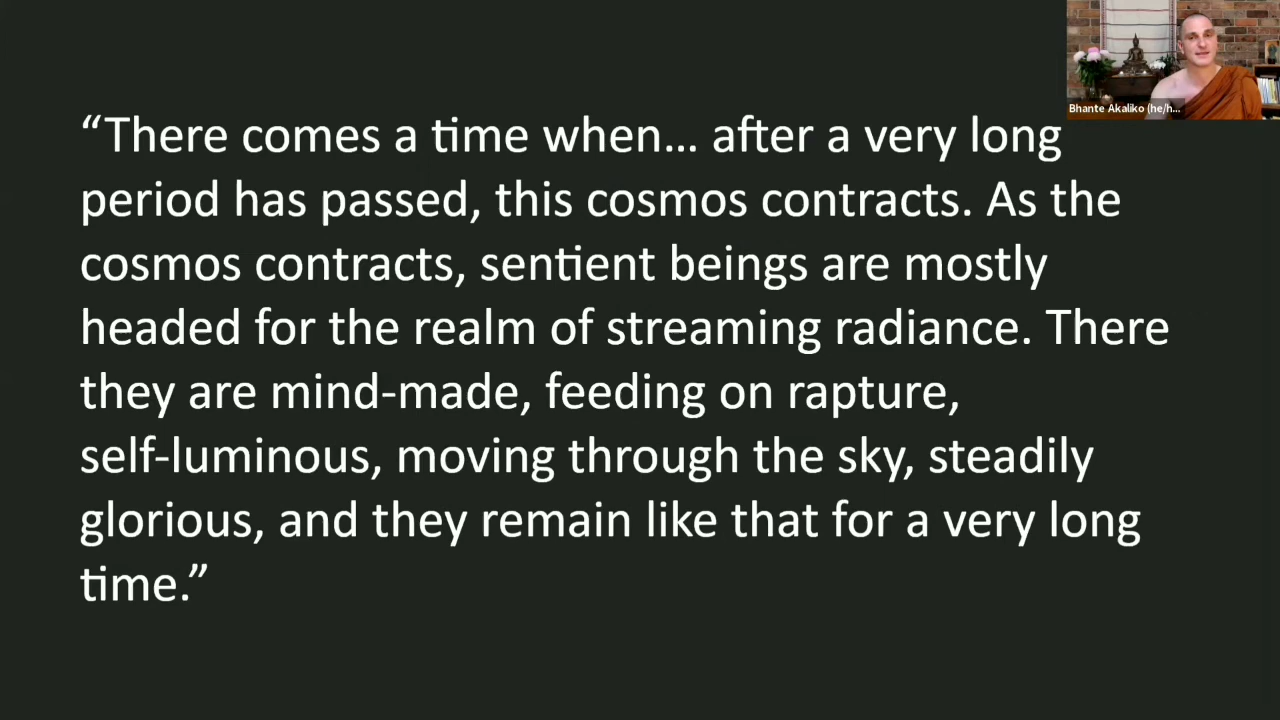 “There comes a time when… after a very long
period has passed, this cosmos contracts. As the
cosmos contracts, sentient beings are mostly
headed for the realm of streaming radiance. There
they are mind-made, feeding on rapture,
self-luminous, moving through the sky, steadily
glorious, and they remain like that for a very long
time.”
Bhante Akaliko (he/h...